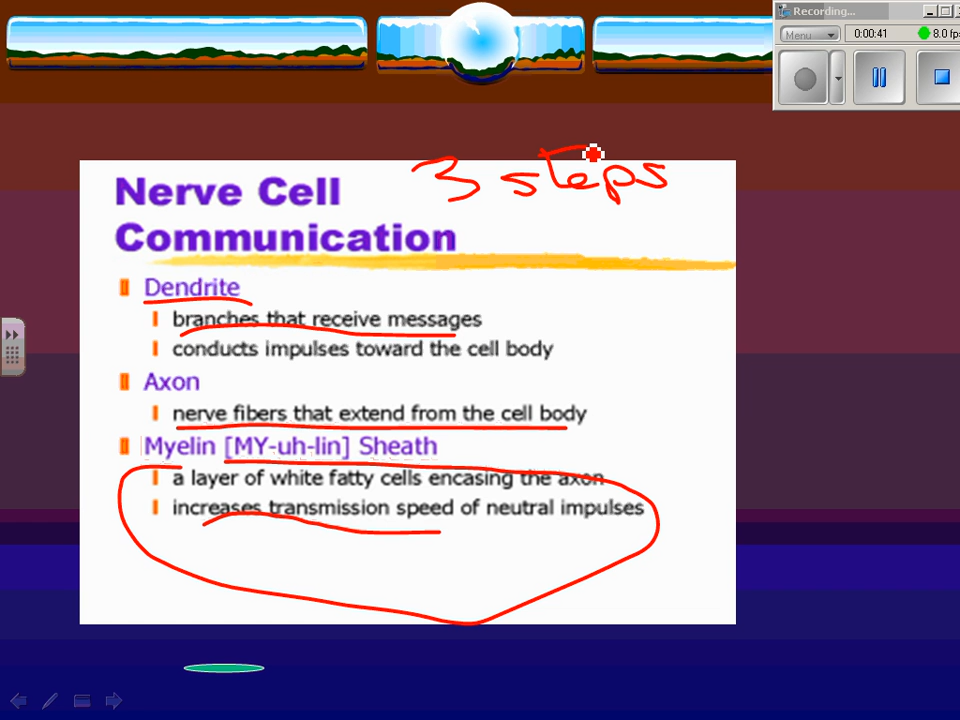 Recording...
Menu
0:00:41
8.0 fps
3 steps
Nerve Cell
Communication
Dendrite
branches that receive messages
conducts impulses toward the cell body
Axon
nerve fibers that extend from the cell body
Myelin [MY-uh-lin] Sheath
a layer of white fatty cells encasing the axon
increases transmission speed of neutral impulses